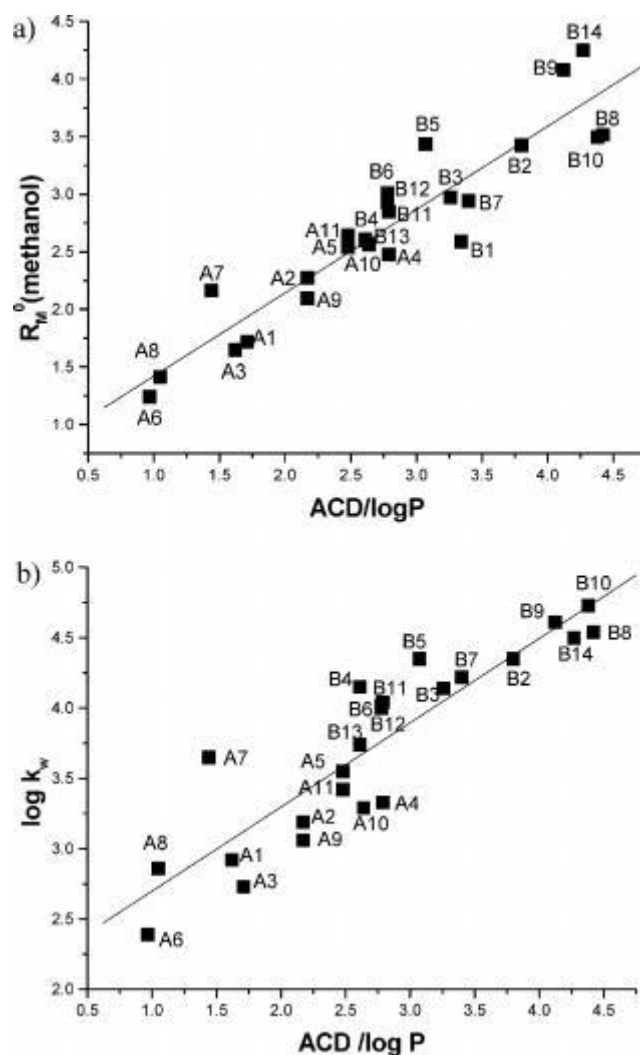 a)
4.5
4.0
3.5
3.0
2.5
2.0
1.5
1.0
R_M^0(methanol)
B14
B9
B5
B8
B2
B10
B6
B12
B3
B7
B11
A11
B4
B13
B1
A5
A10
A4
A7
A2
A9
A1
A8
A3
A6
0.5 1.0 1.5 2.0 2.5 3.0 3.5 4.0 4.5
ACD/logP
b)
5.0
4.5
4.0
3.5
3.0
2.5
2.0
log k_w
B10
B9
B8
B14
B5
B7
B2
B4
B11
B3
B6
B12
B13
A7
A5
A11
A4
A10
A2
A9
A8
A1
A3
A6
0.5 1.0 1.5 2.0 2.5 3.0 3.5 4.0 4.5
ACD /log P